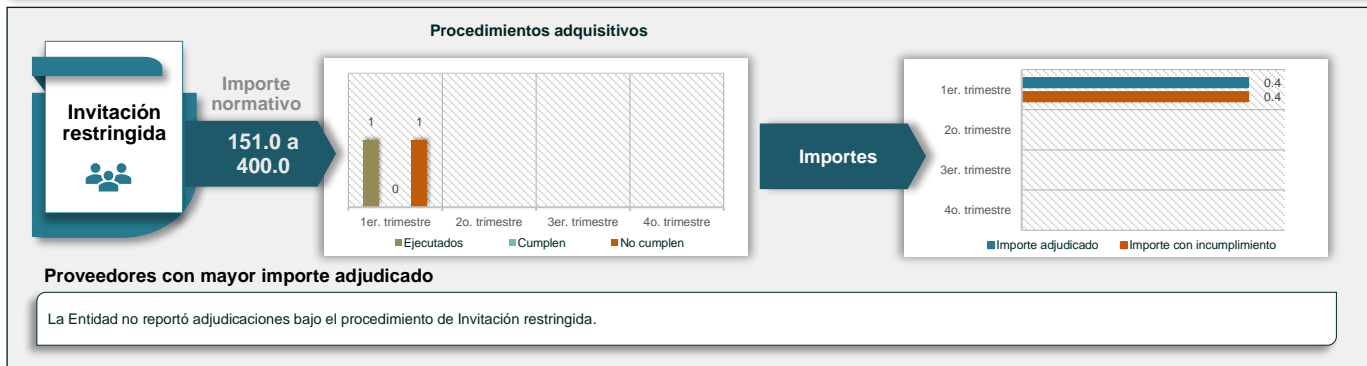 Procedimientos adquisitivos
Invitación
restringida
Importe
normativo
151.0 a
400.0
1
0
1
1er. trimestre
2o. trimestre
3er. trimestre
4o. trimestre
Ejecutados
Cumplen
No cumplen
Importes
1er. trimestre
0.4
0.4
2o. trimestre
3er. trimestre
4o. trimestre
Importe adjudicado
Importe con incumplimiento
Proveedores con mayor importe adjudicado
La Entidad no reportó adjudicaciones bajo el procedimiento de Invitación restringida.